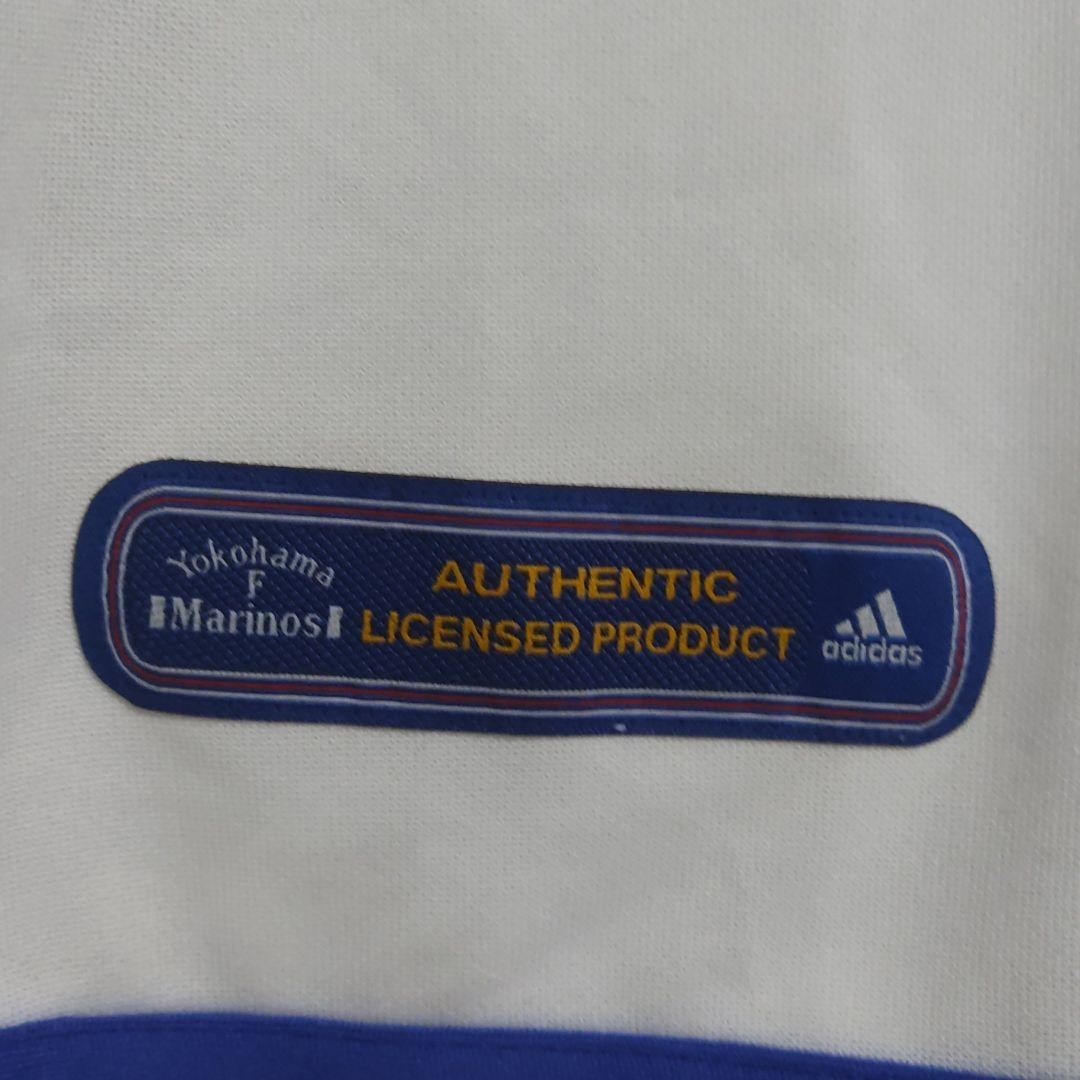 Yokohama
F
Marinos
AUTHENTIC
LICENSED PRODUCT
adidas